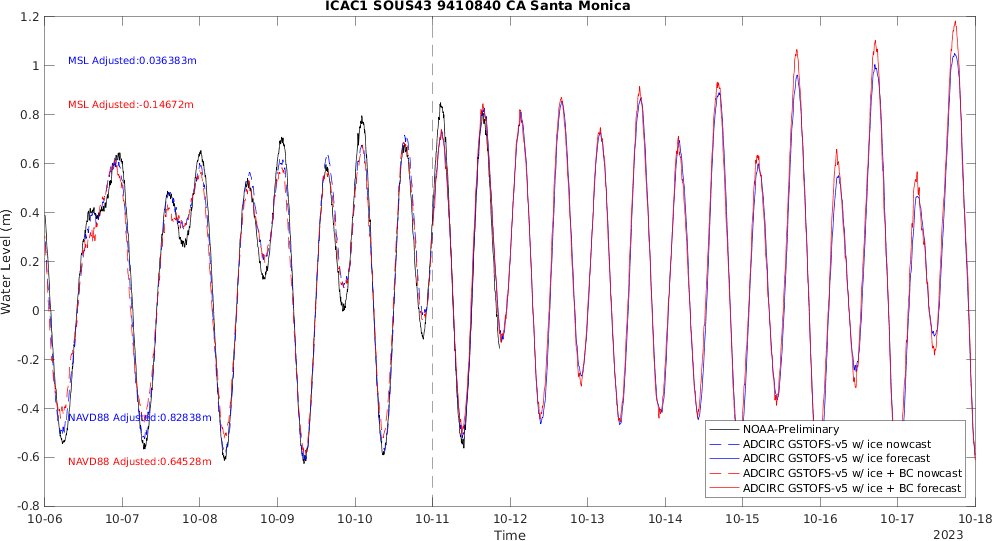 ICAC1 SOUS43 9410840 CA Santa Monica
1.2
1
0.8
0.6
0.4
0.2
0
-0.2
-0.4
-0.6
-0.8
Water Level (m)
MSL Adjusted:0.036383m
MSL Adjusted:-0.14672m
NAVD88 Adjusted:0.82838m
NAVD88 Adjusted:0.64528m
NOAA-Preliminary
ADCIRC GSTOFS-v5 w/ ice nowcast
ADCIRC GSTOFS-v5 w/ ice forecast
ADCIRC GSTOFS-v5 w/ ice + BC nowcast
ADCIRC GSTOFS-v5 w/ ice + BC forecast
10-06 10-07 10-08 10-09 10-10 10-11 10-12 10-13 10-14 10-15 10-16 10-17 10-18
Time
2023